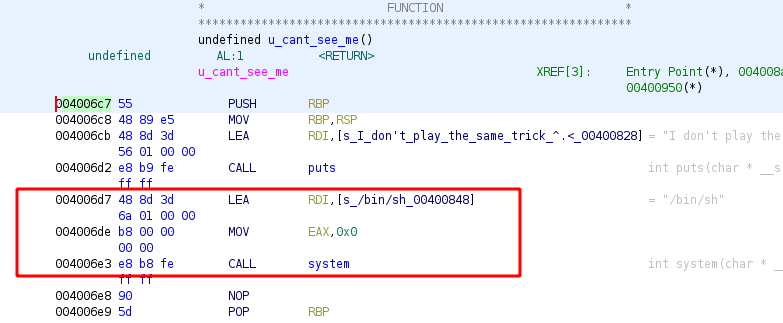 * FUNCTION *
**************************************************************
undefined u_cant_see_me()
undefined AL:1 <RETURN>
u_cant_see_me XREF[3]: Entry Point(*), 004008a
00400950(*)
004006c7 55 PUSH RBP
004006c8 48 89 e5 MOV RBP,RSP
004006cb 48 8d 3d LEA RDI,[s_I_don't_play_the_same_trick_^.<_00400828] = "I don't play the
56 01 00 00
004006d2 e8 b9 fe CALL puts int puts(char * __s
ff ff
004006d7 48 8d 3d LEA RDI,[s_/bin/sh_00400848] = "/bin/sh"
6a 01 00 00
004006de b8 00 00 MOV EAX,0x0
00 00
004006e3 e8 b8 fe CALL system int system(char * __
ff ff
004006e8 90 NOP
004006e9 5d POP RBP